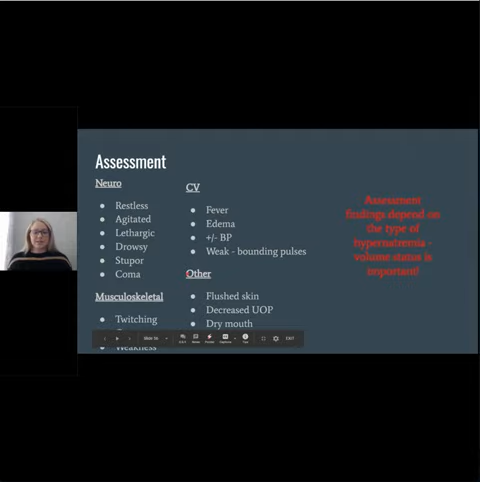 Assessment
Neuro
Restless
Agitated
Lethargic
Drowsy
Stupor
Coma
Musculoskeletal
Twitching
Weakness
CV
Fever
Edema
+/- BP
Weak - bounding pulses
Other
Flushed skin
Decreased UOP
Dry mouth
Assessment
findings depend on
the type of
hypernatremia -
volume status is
important!
EXIT